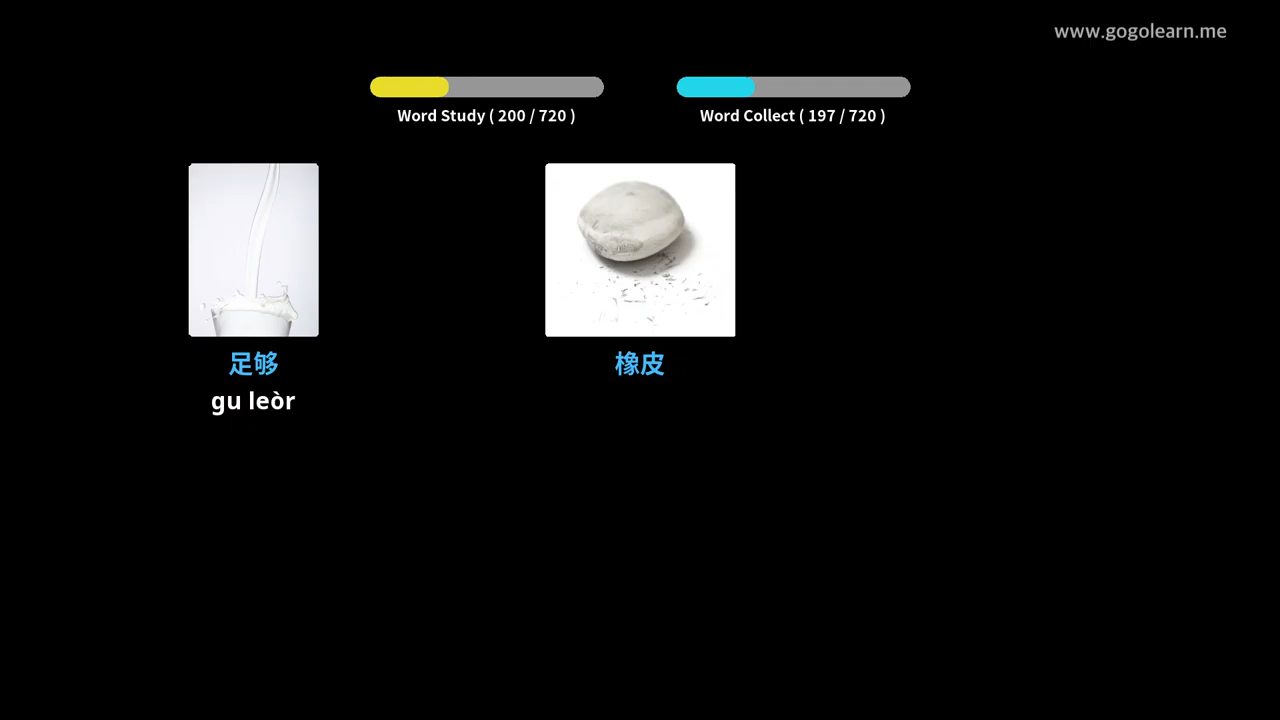 www.gogolearn.me
Word Study ( 200 / 720 )
Word Collect ( 197 / 720 )
足够
gu leòr
橡皮